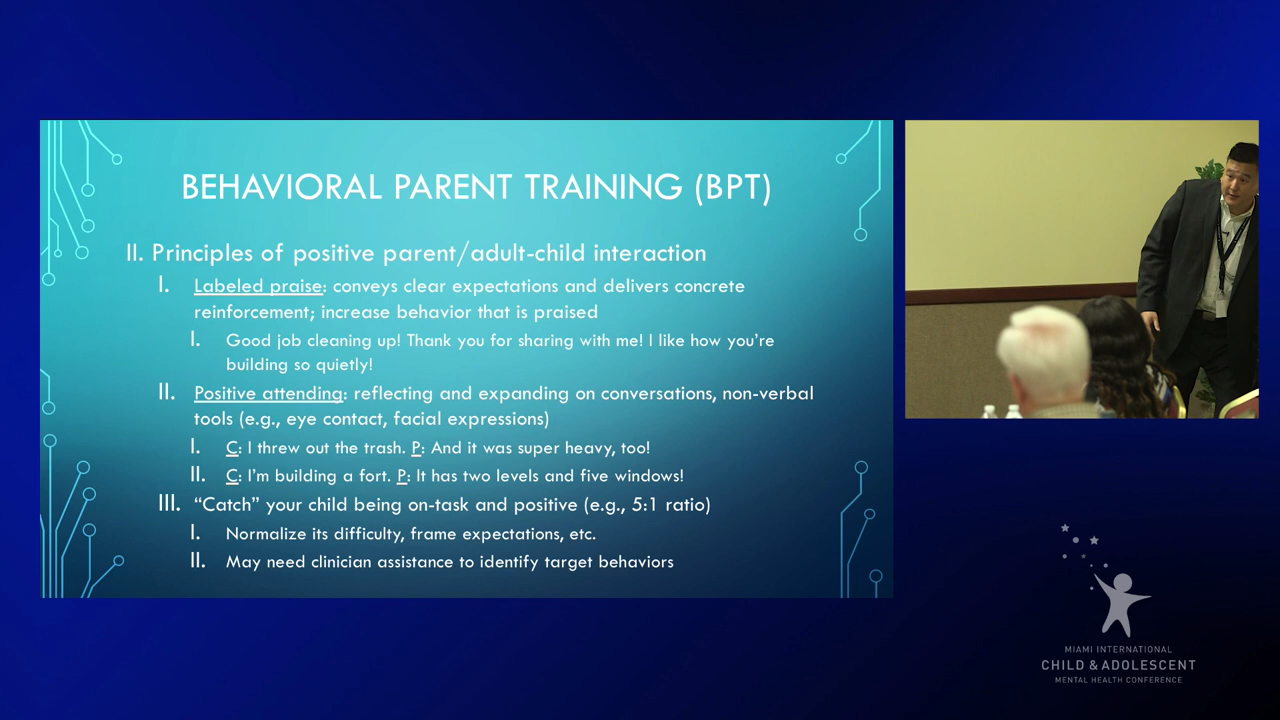 BEHAVIORAL PARENT TRAINING (BPT)
II. Principles of positive parent/adult-child interaction
I. Labeled praise: conveys clear expectations and delivers concrete
reinforcement; increase behavior that is praised
I. Good job cleaning up! Thank you for sharing with me! I like how you're
building so quietly!
II. Positive attending: reflecting and expanding on conversations, non-verbal
tools (e.g., eye contact, facial expressions)
I. C: I threw out the trash. P: And it was super heavy, too!
II. C: I'm building a fort. P: It has two levels and five windows!
III. “Catch” your child being on-task and positive (e.g., 5:1 ratio)
I. Normalize its difficulty, frame expectations, etc.
II. May need clinician assistance to identify target behaviors
MIAMI INTERNATIONAL
CHILD & ADOLESCENT
MENTAL HEALTH CONFERENCE